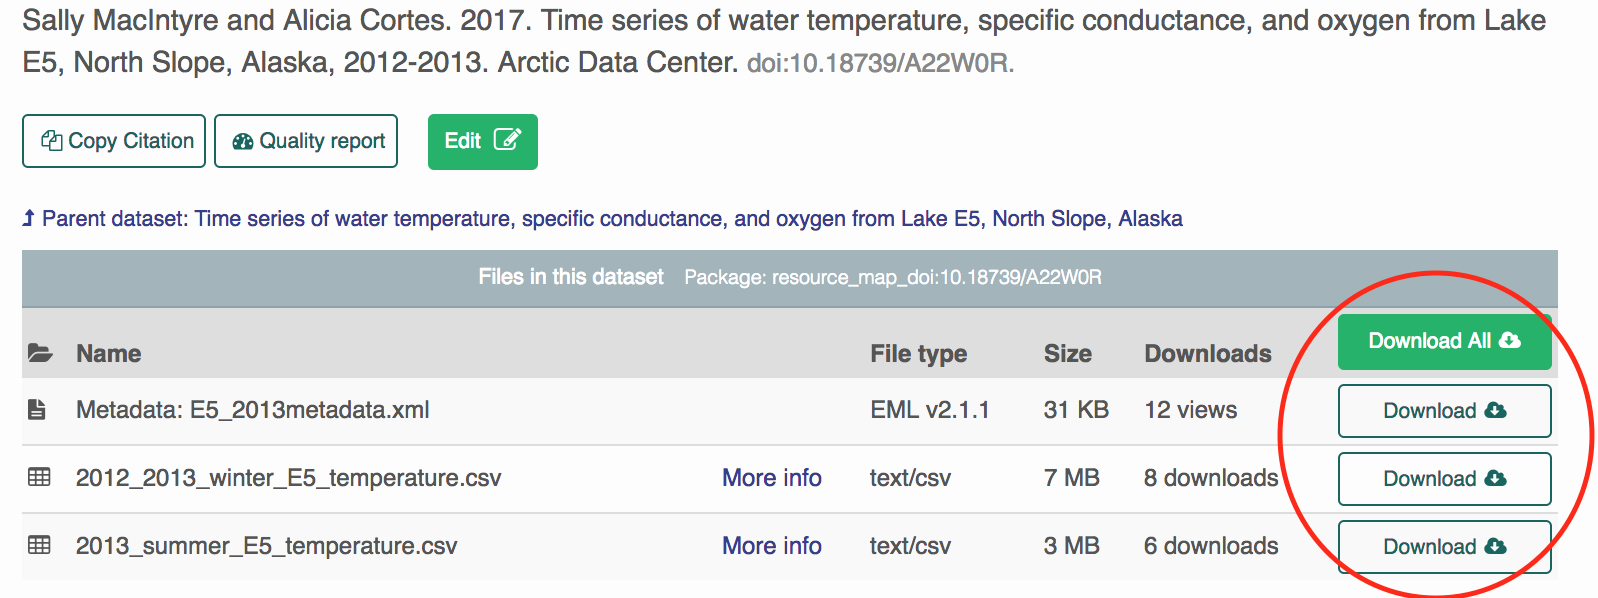 Sally MacIntyre and Alicia Cortes. 2017. Time series of water temperature, specific conductance, and oxygen from Lake
E5, North Slope, Alaska, 2012-2013. Arctic Data Center. doi:10.18739/A22W0R.
Copy Citation Quality report Edit
Parent dataset: Time series of water temperature, specific conductance, and oxygen from Lake E5, North Slope, Alaska
Files in this dataset Package: resource_map_doi:10.18739/A22W0R
Name File type Size Downloads Download All
Metadata: E5_2013metadata.xml EML v2.1.1 31 KB 12 views Download
2012_2013_winter_E5_temperature.csv More info text/csv 7 MB 8 downloads Download
2013_summer_E5_temperature.csv More info text/csv 3 MB 6 downloads Download